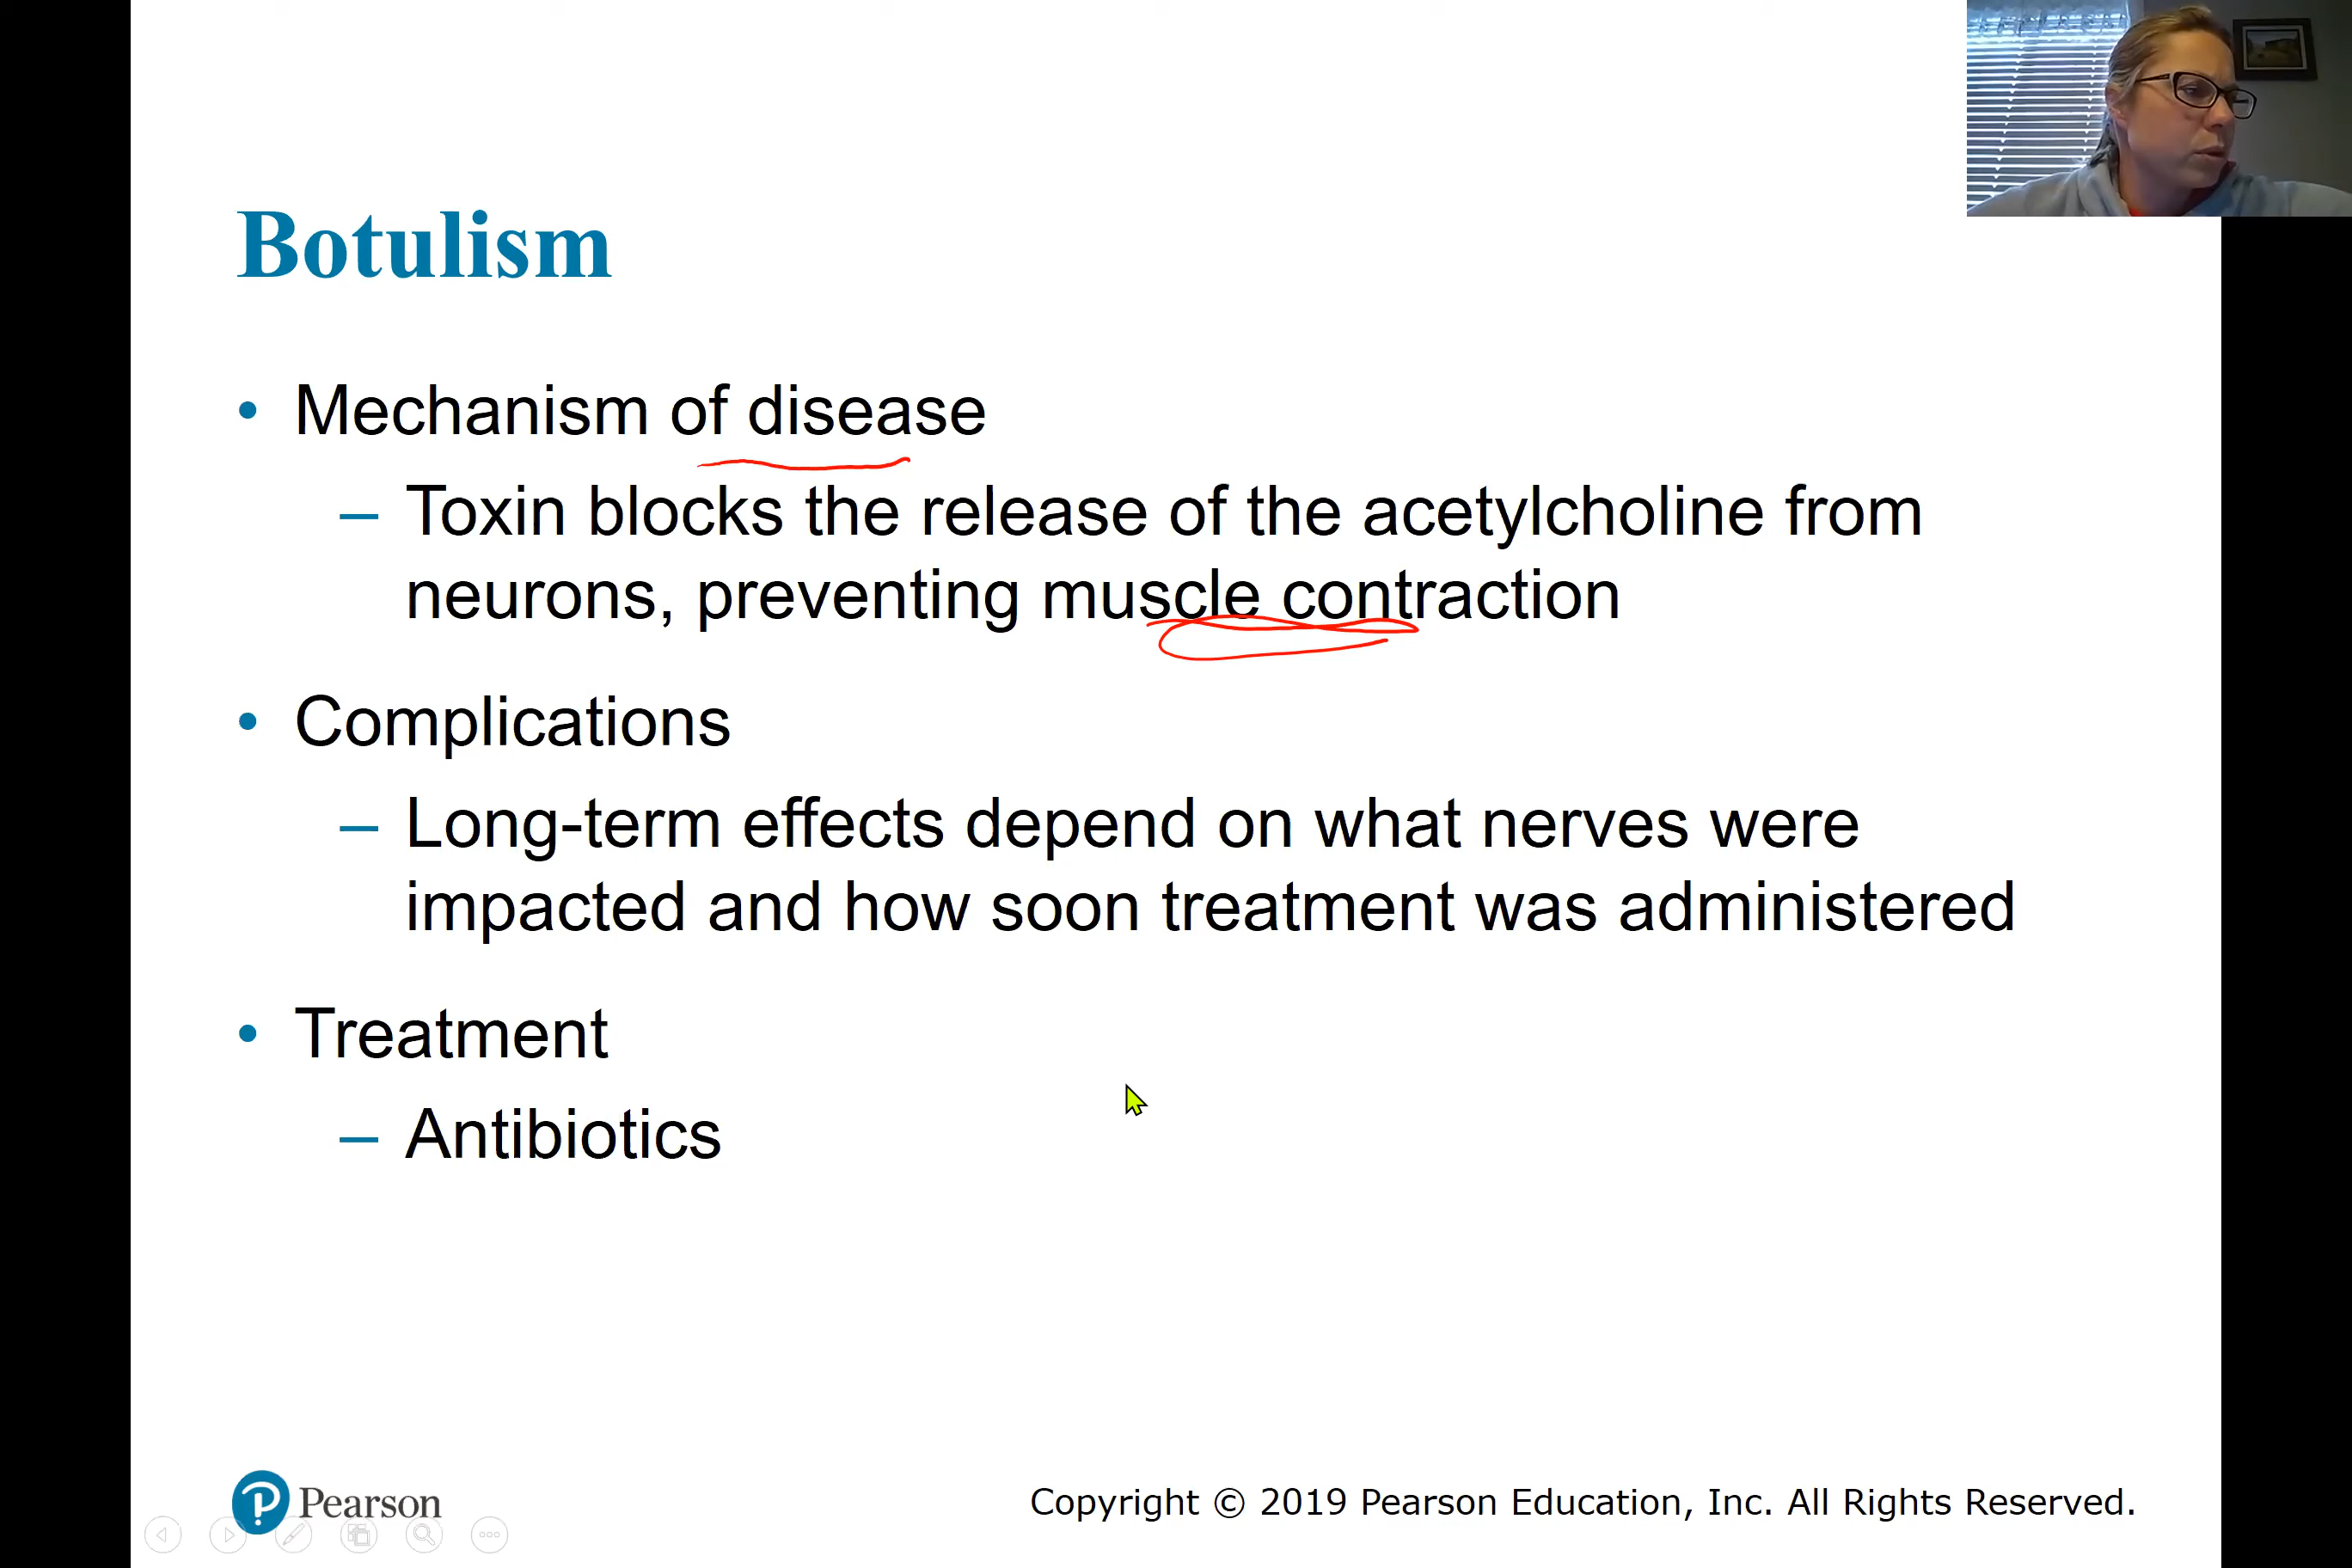 Botulism
• Mechanism of disease
– Toxin blocks the release of the acetylcholine from
neurons, preventing muscle contraction
• Complications
– Long-term effects depend on what nerves were
impacted and how soon treatment was administered
• Treatment
– Antibiotics
Pearson
Copyright © 2019 Pearson Education, Inc. All Rights Reserved.